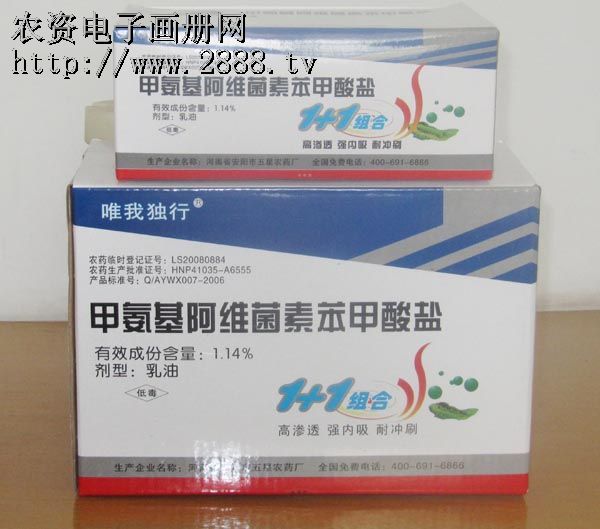 农资电子画册网
http://www.2888.tv
甲氨基阿维菌素苯甲酸盐
有效成份含量：1.14%
剂型：乳油
低毒
1+1组合
高渗透 强内吸 耐冲刷
生产企业名称：河南省安阳市五星农药厂 全国免费电话：400-691-6866
唯我独行®
农药临时登记证号：LS20080884
农药生产批准证号：HNP41035-A6555
产品标准号：Q/AYWX007-2006
甲氨基阿维菌素苯甲酸盐
有效成份含量：1.14%
剂型：乳油
低毒
1+1组合
高渗透 强内吸 耐冲刷
生产企业名称：河南省安阳市五星农药厂 全国免费电话：400-691-6866